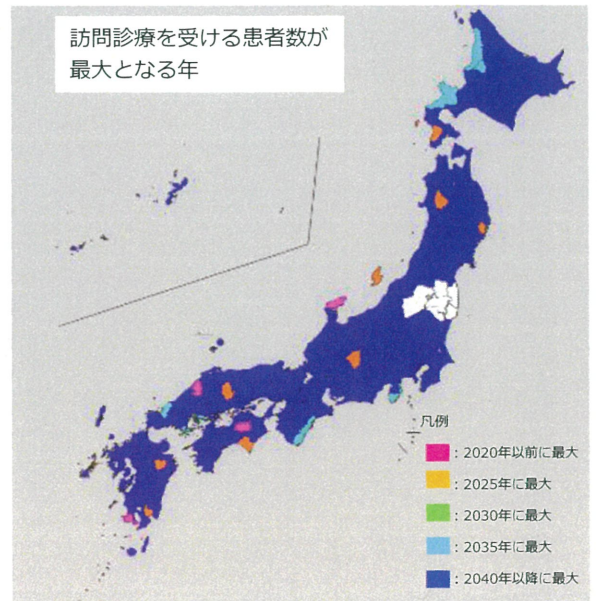 訪問診療を受ける患者数が
最大となる年
凡例
：2020年以前に最大
：2025年に最大
：2030年に最大
：2035年に最大
：2040年以降に最大